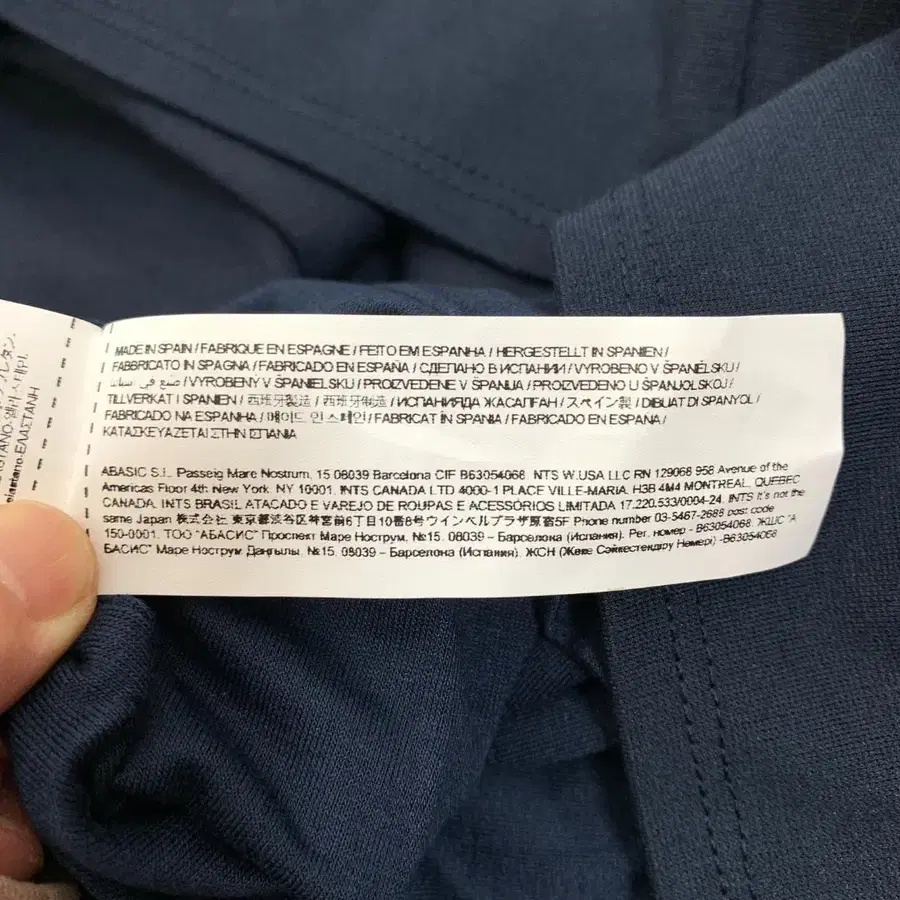 MADE IN SPAIN / FABRIQUE EN ESPAGNE / FEITO EM ESPANHA / HERGESTELLT IN SPANIEN /
FABBRICATO IN SPAGNA / FABRICADO EN ESPAÑA / СДЕЛАНО В ИСПАНИИ / VYROBENO V ŠPANĚLSKU /
صنع في إسبانيا / VYROBENÝ V ŠPANIELSKU / PROIZVEDENE V ŠPANIJA / PROIZVEDENO U ŠPANJOLSKOJ /
TILLVERKAT I SPANIEN / 西班牙製造 / 西班牙制造 / ИСПАНИЯДА ЖАСАЛҒАН / スペイン製 / DIBUAT DI SPANYOL /
FABRICADO NA ESPANHA / 메이드 인 스페인 / FABRICAT ÎN SPANIA / FABRICADO EN ESPAÑA /
ΚΑΤΑΣΚΕΥΑΖΕΤΑΙ ΣΤΗΝ ΙΣΠΑΝΙΑ
ABASIC S.L. Passeig Mare Nostrum, 15 08039 Barcelona CIF B63054068. NTS W.USA LLC RN 129068 958 Avenue of the
Americas Floor 4th New York. NY 10001. INTS CANADA LTD 4000-1 PLACE VILLE-MARIA. H3B 4M4 MONTREAL. QUEBEC
CANADA. INTS BRASIL ATACADO E VAREJO DE ROUPAS E ACESSÓRIOS LIMITADA 17.220.533/0004-24. INTS It's not the
same Japan 株式会社 東京都渋谷区神宮前6丁目10番8号ウインベルプラザ原宿5F Phone number 03-5467-2688 post code
150-0001. ТОО "АБАСИС" Проспект Маре Нострум, №15. 08039 – Барселона (Испания). Рег. номер - B63054068. ЖШС "А
БАСИС" Маре Нострум Даңғылы, №15. 08039 – Барселона (Испания). ЖСН (Жеке Сәйкестендіру Нөмері) -B63054068
ΕΛΑΣΤΑΝΗ